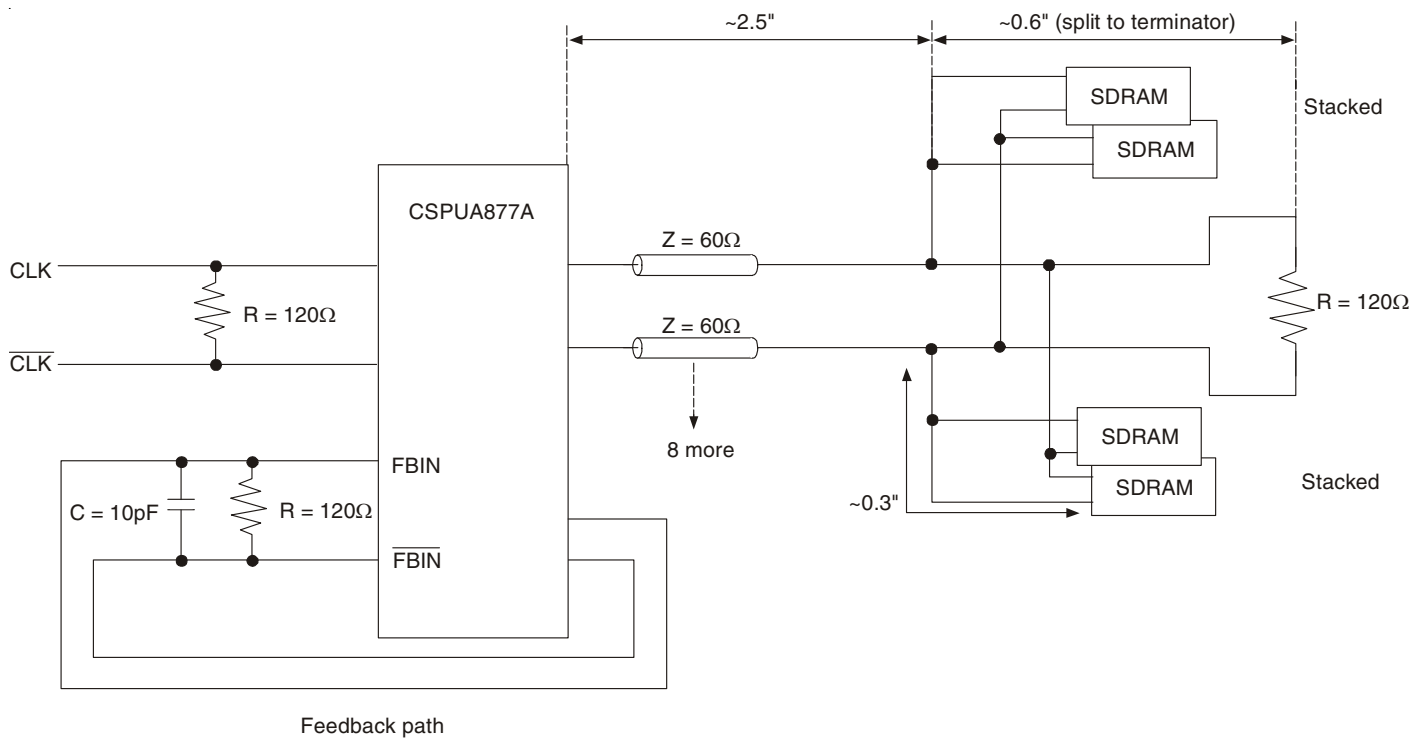 ~2.5"
~0.6" (split to terminator)
SDRAM
Stacked
SDRAM
CSPUA877A
Z = 60Ω
CLK
R = 120Ω
R = 120Ω
Z = 60Ω
CLK
8 more
SDRAM
FBIN
SDRAM
Stacked
~0.3"
C = 10pF
R = 120Ω
FBIN
Feedback path